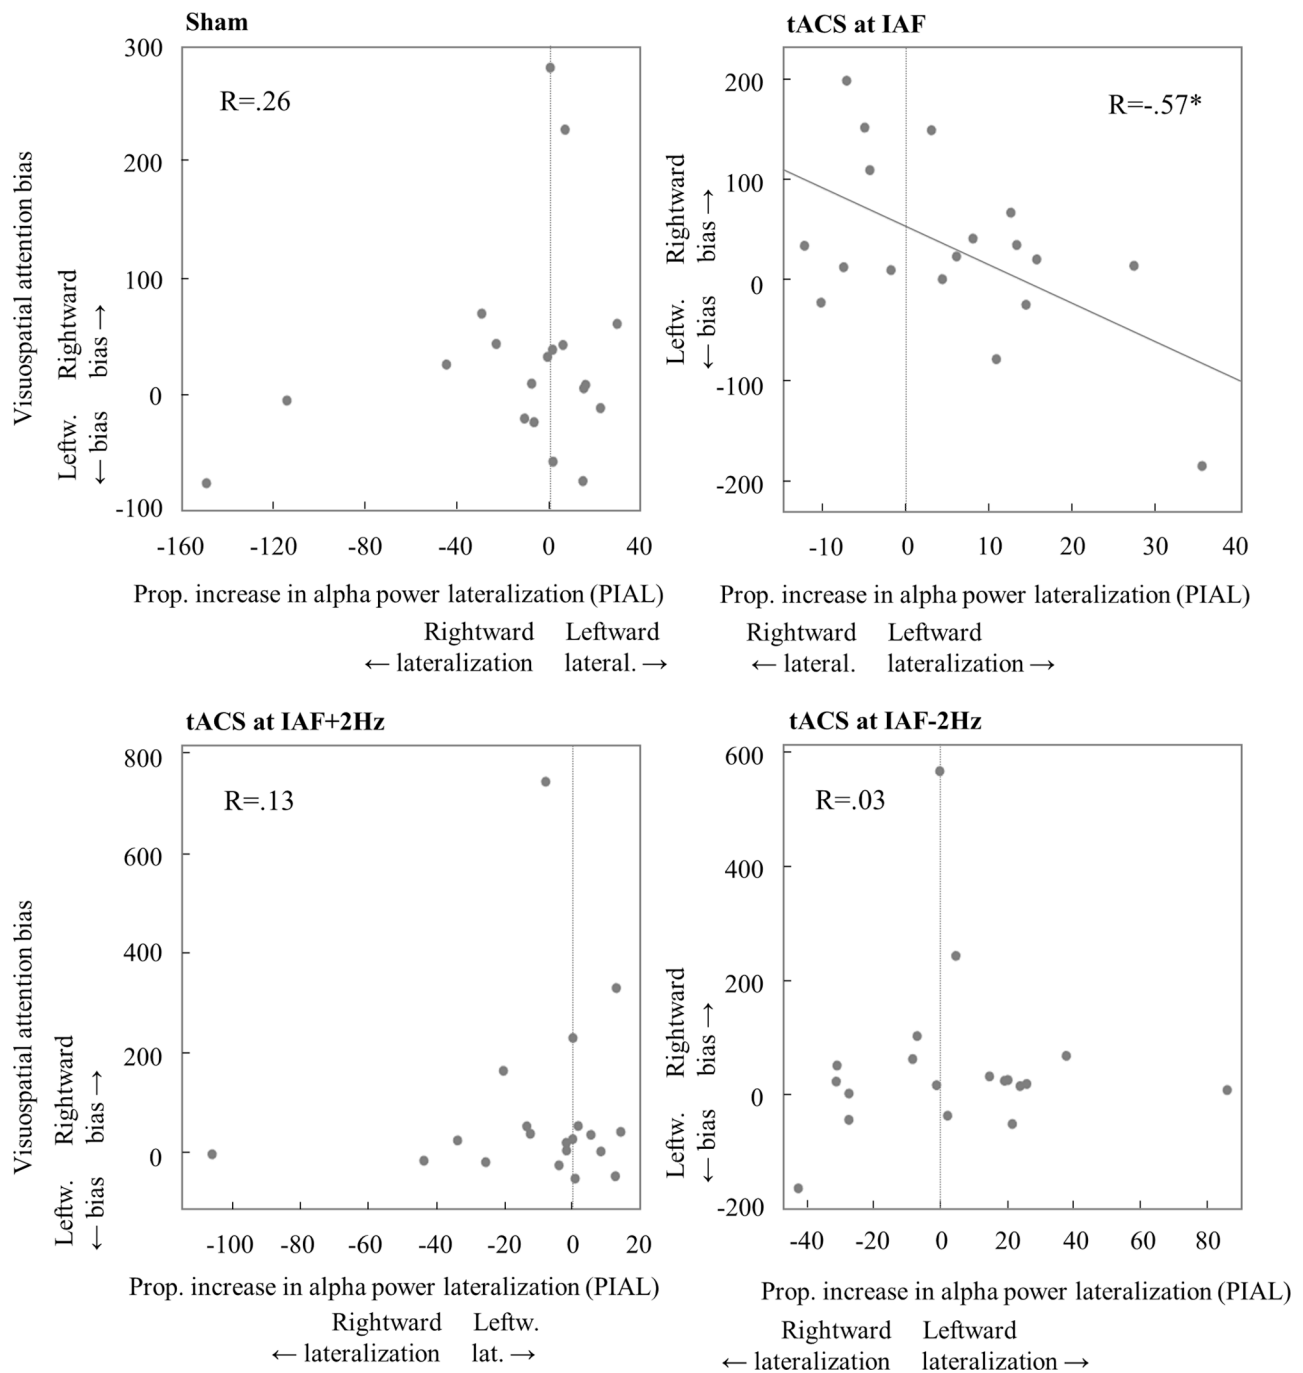 Sham
R=.26
300
200
100
0
-100
-160 -120 -80 -40 0 40
Visuospatial attention bias
Rightward
bias →
Leftw.
← bias
Prop. increase in alpha power lateralization (PIAL)
Rightward Leftward
← lateralization lateral. →
tACS at IAF
R=-.57*
200
100
0
-100
-200
-10 0 10 20 30 40
Rightward
bias →
Leftw.
← bias
Prop. increase in alpha power lateralization (PIAL)
Rightward Leftward
← lateral. lateralization →
tACS at IAF+2Hz
R=.13
800
600
400
200
0
-100 -80 -60 -40 -20 0 20
Visuospatial attention bias
Rightward
bias →
Leftw.
← bias
Prop. increase in alpha power lateralization (PIAL)
Rightward Leftw.
← lateralization lat. →
tACS at IAF-2Hz
R=.03
600
400
200
0
-200
-40 -20 0 20 40 60 80
Rightward
bias →
Leftw.
← bias
Prop. increase in alpha power lateralization (PIAL)
Rightward Leftward
← lateralization lateralization →